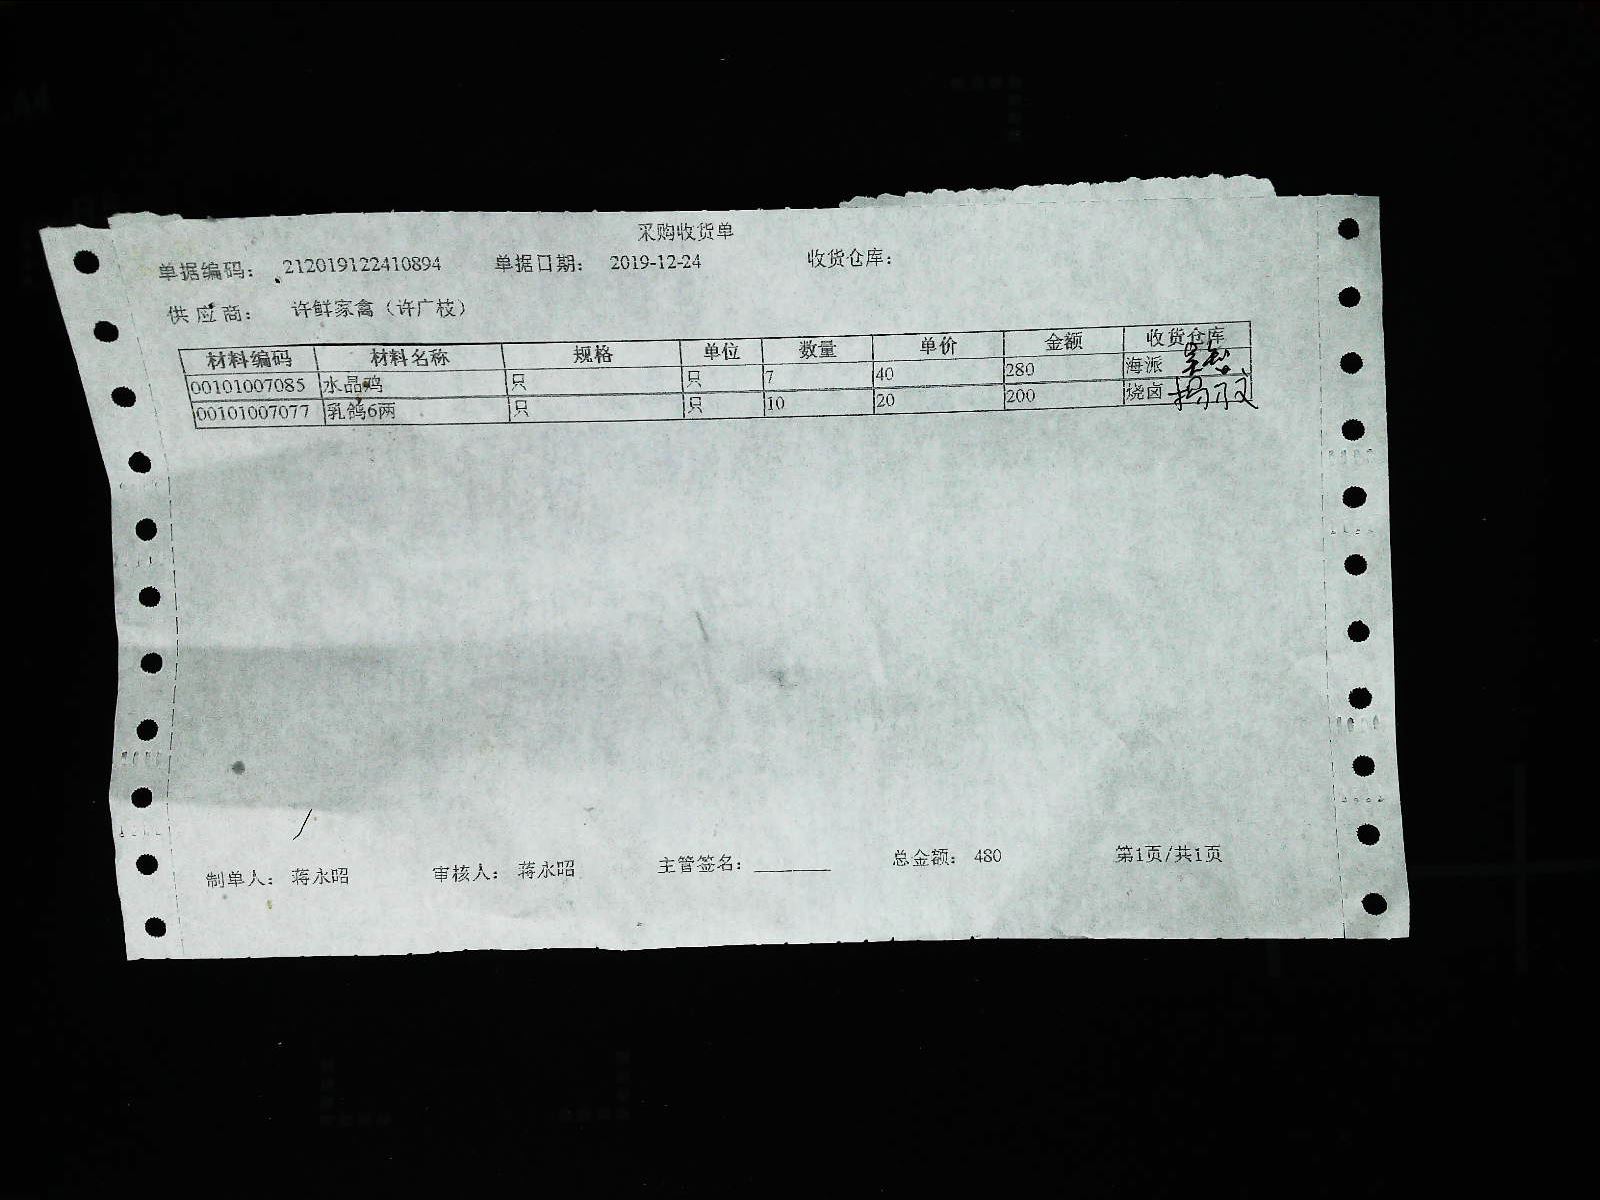 采购收货单
单据编码： 212019122410894 单据日期： 2019-12-24 收货仓库：
供应商： 许鲜家禽（许广枝）
材料编码 材料名称 规格 单位 数量 单价 金额 收货仓库
00101007085 水晶鸡 只 只 7 40 280 海派
00101007077 乳鸽6两 只 只 10 20 200 烧卤
制单人： 蒋永昭 审核人： 蒋永昭 主管签名：______ 总金额： 480 第1页/共1页